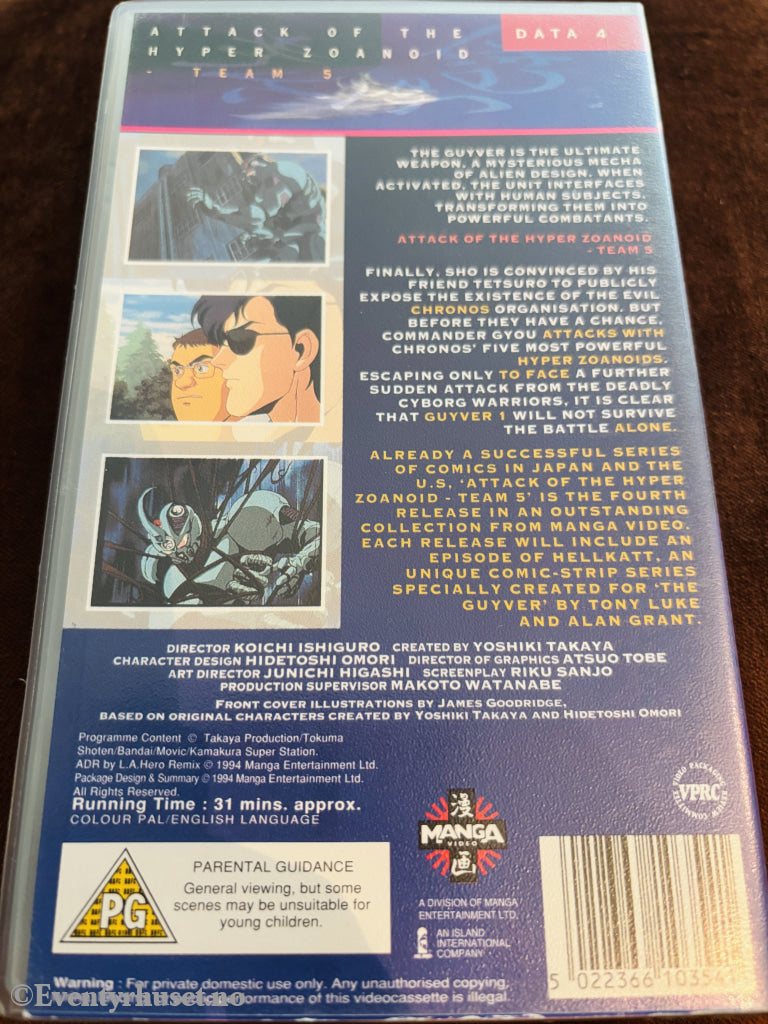 ATTACK OF THE
HYPER ZOANOID
- TEAM 5
DATA 4
THE GUYVER IS THE ULTIMATE
WEAPON, A MYSTERIOUS MECHA
OF ALIEN DESIGN. WHEN
ACTIVATED, THE UNIT INTERFACES
WITH HUMAN SUBJECTS,
TRANSFORMING THEM INTO
POWERFUL COMBATANTS.
ATTACK OF THE HYPER ZOANOID
- TEAM 5
FINALLY, SHO IS CONVINCED BY HIS
FRIEND TETSURO TO PUBLICLY
EXPOSE THE EXISTENCE OF THE EVIL
CHRONOS ORGANISATION. BUT
BEFORE THEY HAVE A CHANCE,
COMMANDER GYOU ATTACKS WITH
CHRONOS' FIVE MOST POWERFUL
HYPER ZOANOIDS.
ESCAPING ONLY TO FACE A FURTHER
SUDDEN ATTACK FROM THE DEADLY
CYBORG WARRIORS, IT IS CLEAR
THAT GUYVER 1 WILL NOT SURVIVE
THE BATTLE ALONE.
ALREADY A SUCCESSFUL SERIES
OF COMICS IN JAPAN AND THE
U.S, 'ATTACK OF THE HYPER
ZOANOID - TEAM 5' IS THE FOURTH
RELEASE IN AN OUTSTANDING
COLLECTION FROM MANGA VIDEO.
EACH RELEASE WILL INCLUDE AN
EPISODE OF HELLKATT, AN
UNIQUE COMIC-STRIP SERIES
SPECIALLY CREATED FOR 'THE
GUYVER' BY TONY LUKE
AND ALAN GRANT.
DIRECTOR KOICHI ISHIGURO CREATED BY YOSHIKI TAKAYA
CHARACTER DESIGN HIDETOSHI OMORI DIRECTOR OF GRAPHICS ATSUO TOBE
ART DIRECTOR JUNICHI HIGASHI SCREENPLAY RIKU SANJO
PRODUCTION SUPERVISOR MAKOTO WATANABE
FRONT COVER ILLUSTRATIONS BY JAMES GOODRIDGE,
BASED ON ORIGINAL CHARACTERS CREATED BY YOSHIKI TAKAYA AND HIDETOSHI OMORI
Programme Content © Takaya Production/Tokuma
Shoten/Bandai/Movic/Kamakura Super Station.
ADR by L.A.Hero Remix © 1994 Manga Entertainment Ltd.
Package Design & Summary © 1994 Manga Entertainment Ltd.
All Rights Reserved.
Running Time : 31 mins. approx.
COLOUR PAL/ENGLISH LANGUAGE
VIDEO PACKAGING
VPRC
REVIEW COMMITTEE
漫
MANGA
VIDEO
画
A DIVISION OF MANGA
ENTERTAINMENT LTD.
AN ISLAND
INTERNATIONAL
COMPANY
PG
PARENTAL GUIDANCE
General viewing, but some
scenes may be unsuitable for
young children.
5 022366 10354
Warning : For private domestic use only. Any unauthorised copying,
performance of this videocassette is illegal.
©Eventyrhuset.no